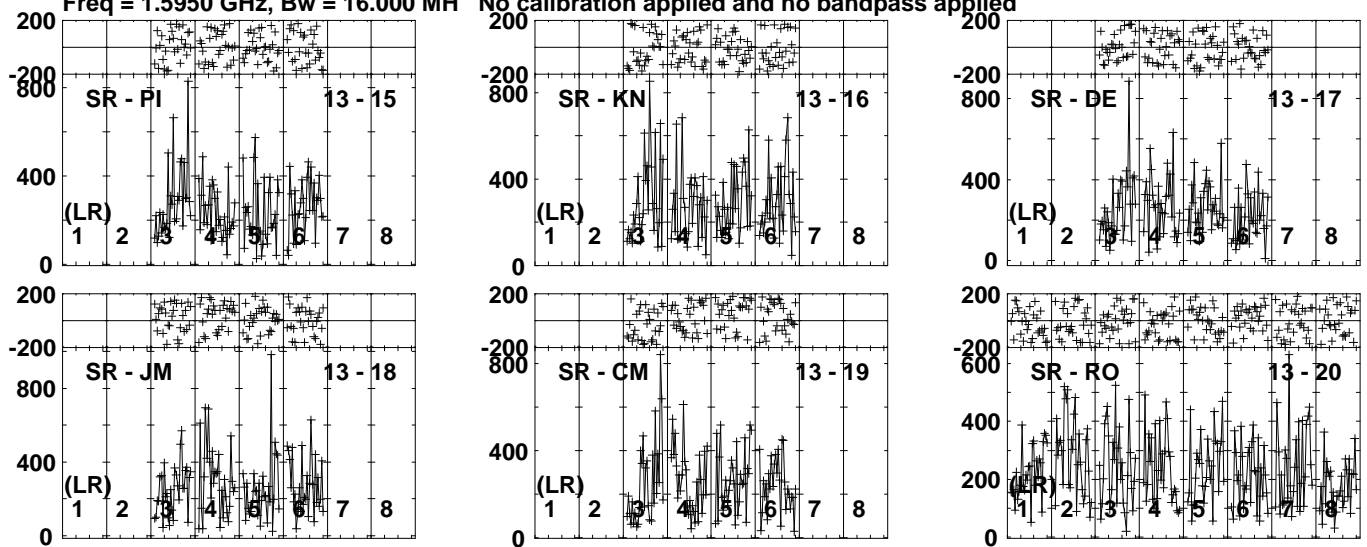 Freq = 1.5950 GHz, Bw = 16.000 MH No calibration applied and no bandpass applied
200
-200
800
400
0
SR - PI 13 - 15
(LR)
1 2 3 4 5 6 7 8
200
-200
800
400
0
SR - KN 13 - 16
(LR)
1 2 3 4 5 6 7 8
200
-200
800
400
0
SR - DE 13 - 17
(LR)
1 2 3 4 5 6 7 8
200
-200
800
400
0
SR - JM 13 - 18
(LR)
1 2 3 4 5 6 7 8
200
-200
800
400
0
SR - CM 13 - 19
(LR)
1 2 3 4 5 6 7 8
200
-200
600
400
300
200
100
0
SR - RO 13 - 20
(LR)
1 2 3 4 5 6 7 8